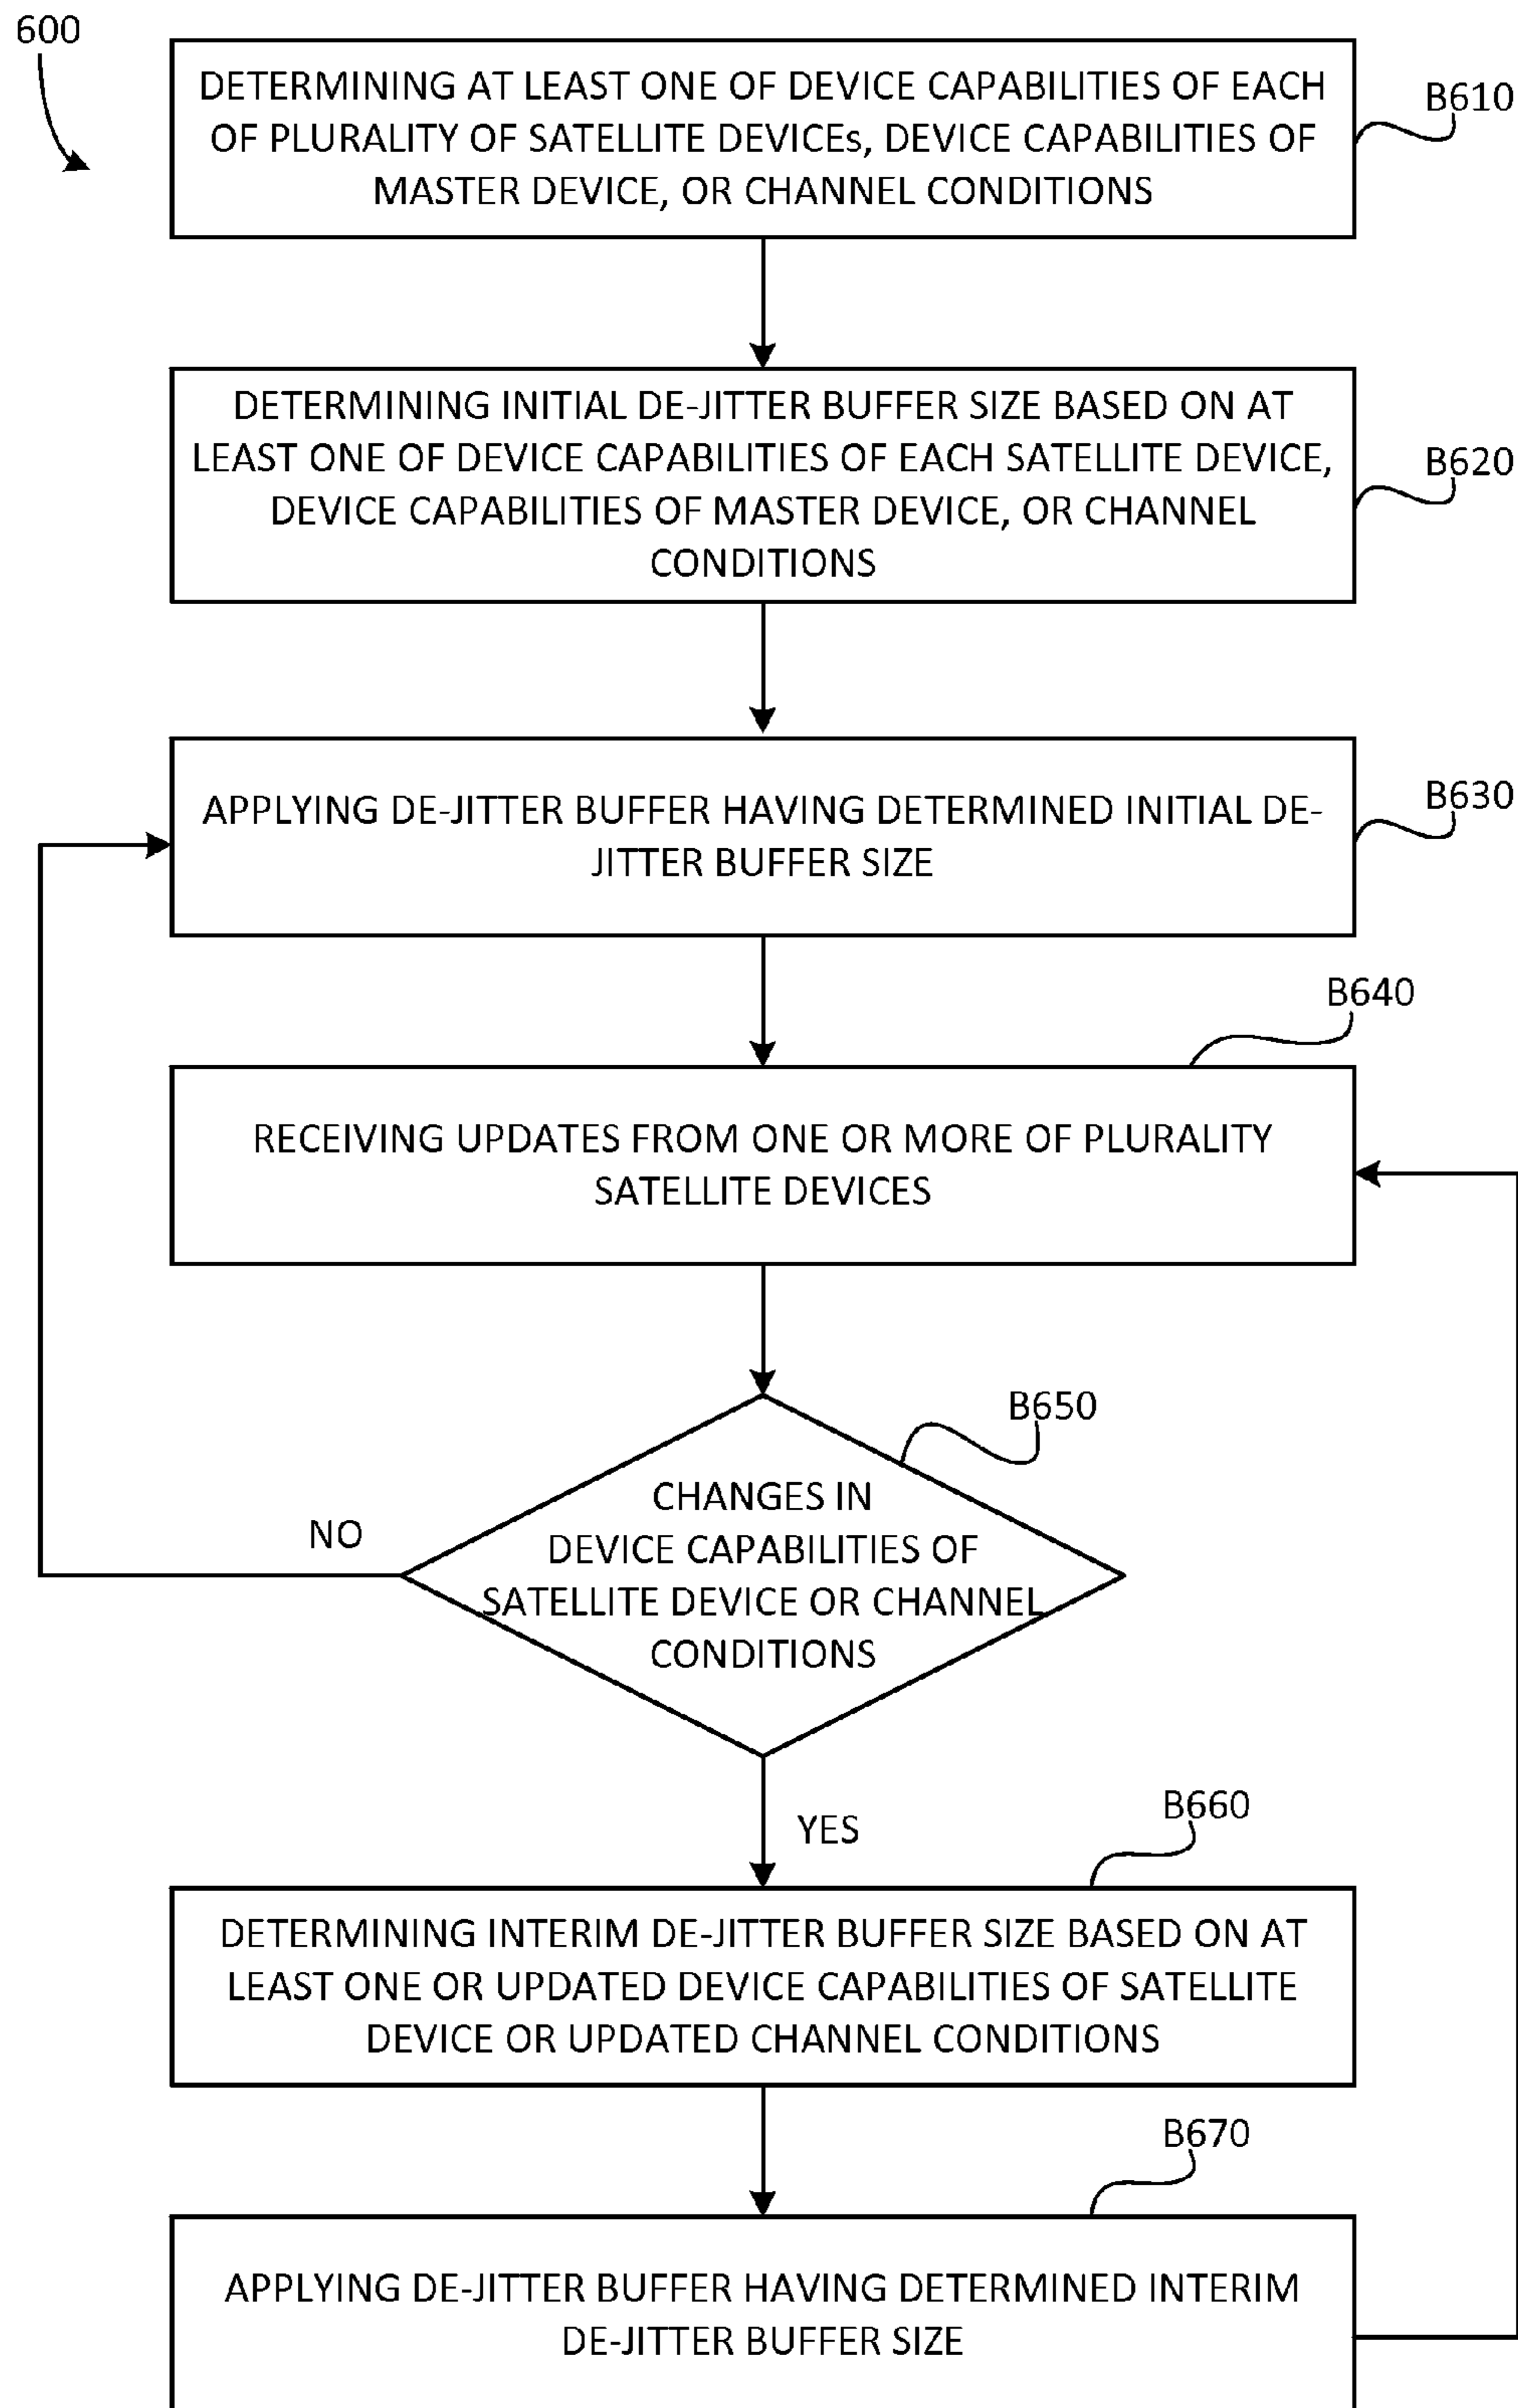 600
DETERMINING AT LEAST ONE OF DEVICE CAPABILITIES OF EACH
OF PLURALITY OF SATELLITE DEVICEs, DEVICE CAPABILITIES OF
MASTER DEVICE, OR CHANNEL CONDITIONS
B610
DETERMINING INITIAL DE-JITTER BUFFER SIZE BASED ON AT
LEAST ONE OF DEVICE CAPABILITIES OF EACH SATELLITE DEVICE,
DEVICE CAPABILITIES OF MASTER DEVICE, OR CHANNEL
CONDITIONS
B620
APPLYING DE-JITTER BUFFER HAVING DETERMINED INITIAL DE-
JITTER BUFFER SIZE
B630
B640
RECEIVING UPDATES FROM ONE OR MORE OF PLURALITY
SATELLITE DEVICES
B650
CHANGES IN
DEVICE CAPABILITIES OF
SATELLITE DEVICE OR CHANNEL
CONDITIONS
NO
YES
B660
DETERMINING INTERIM DE-JITTER BUFFER SIZE BASED ON AT
LEAST ONE OR UPDATED DEVICE CAPABILITIES OF SATELLITE
DEVICE OR UPDATED CHANNEL CONDITIONS
B670
APPLYING DE-JITTER BUFFER HAVING DETERMINED INTERIM
DE-JITTER BUFFER SIZE